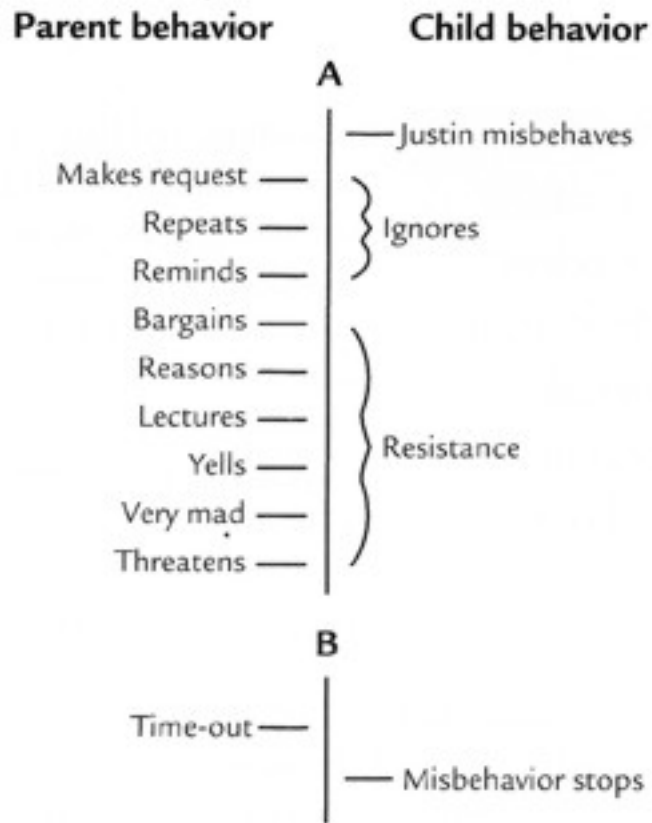 Parent behavior Child behavior
A
Justin misbehaves
Makes request
Repeats Ignores
Reminds
Bargains
Reasons
Lectures
Resistance
Yells
Very mad
Threatens
B
Time-out
Misbehavior stops